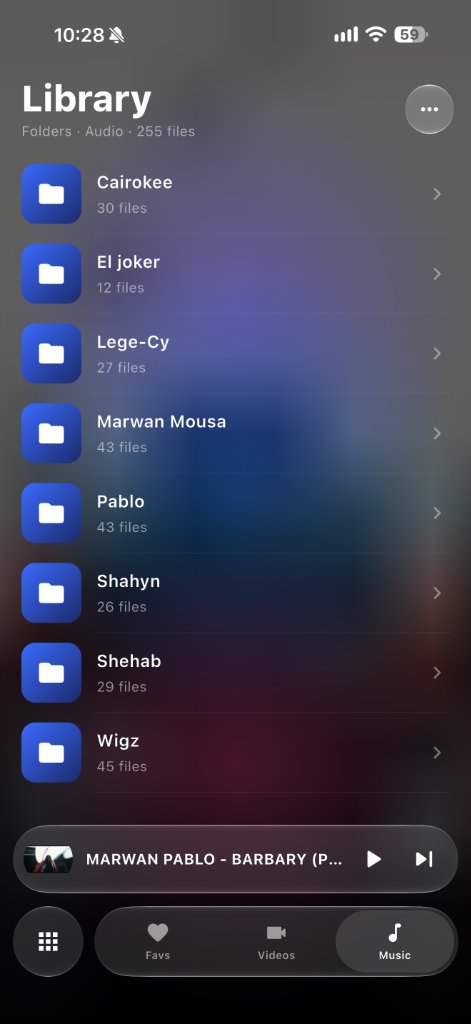 10:28
59
Library
Folders · Audio · 255 files
Cairokee
30 files
El joker
12 files
Lege-Cy
27 files
Marwan Mousa
43 files
Pablo
43 files
Shahyn
26 files
Shehab
29 files
Wigz
45 files
MARWAN PABLO - BARBARY (P...
Favs
Videos
Music